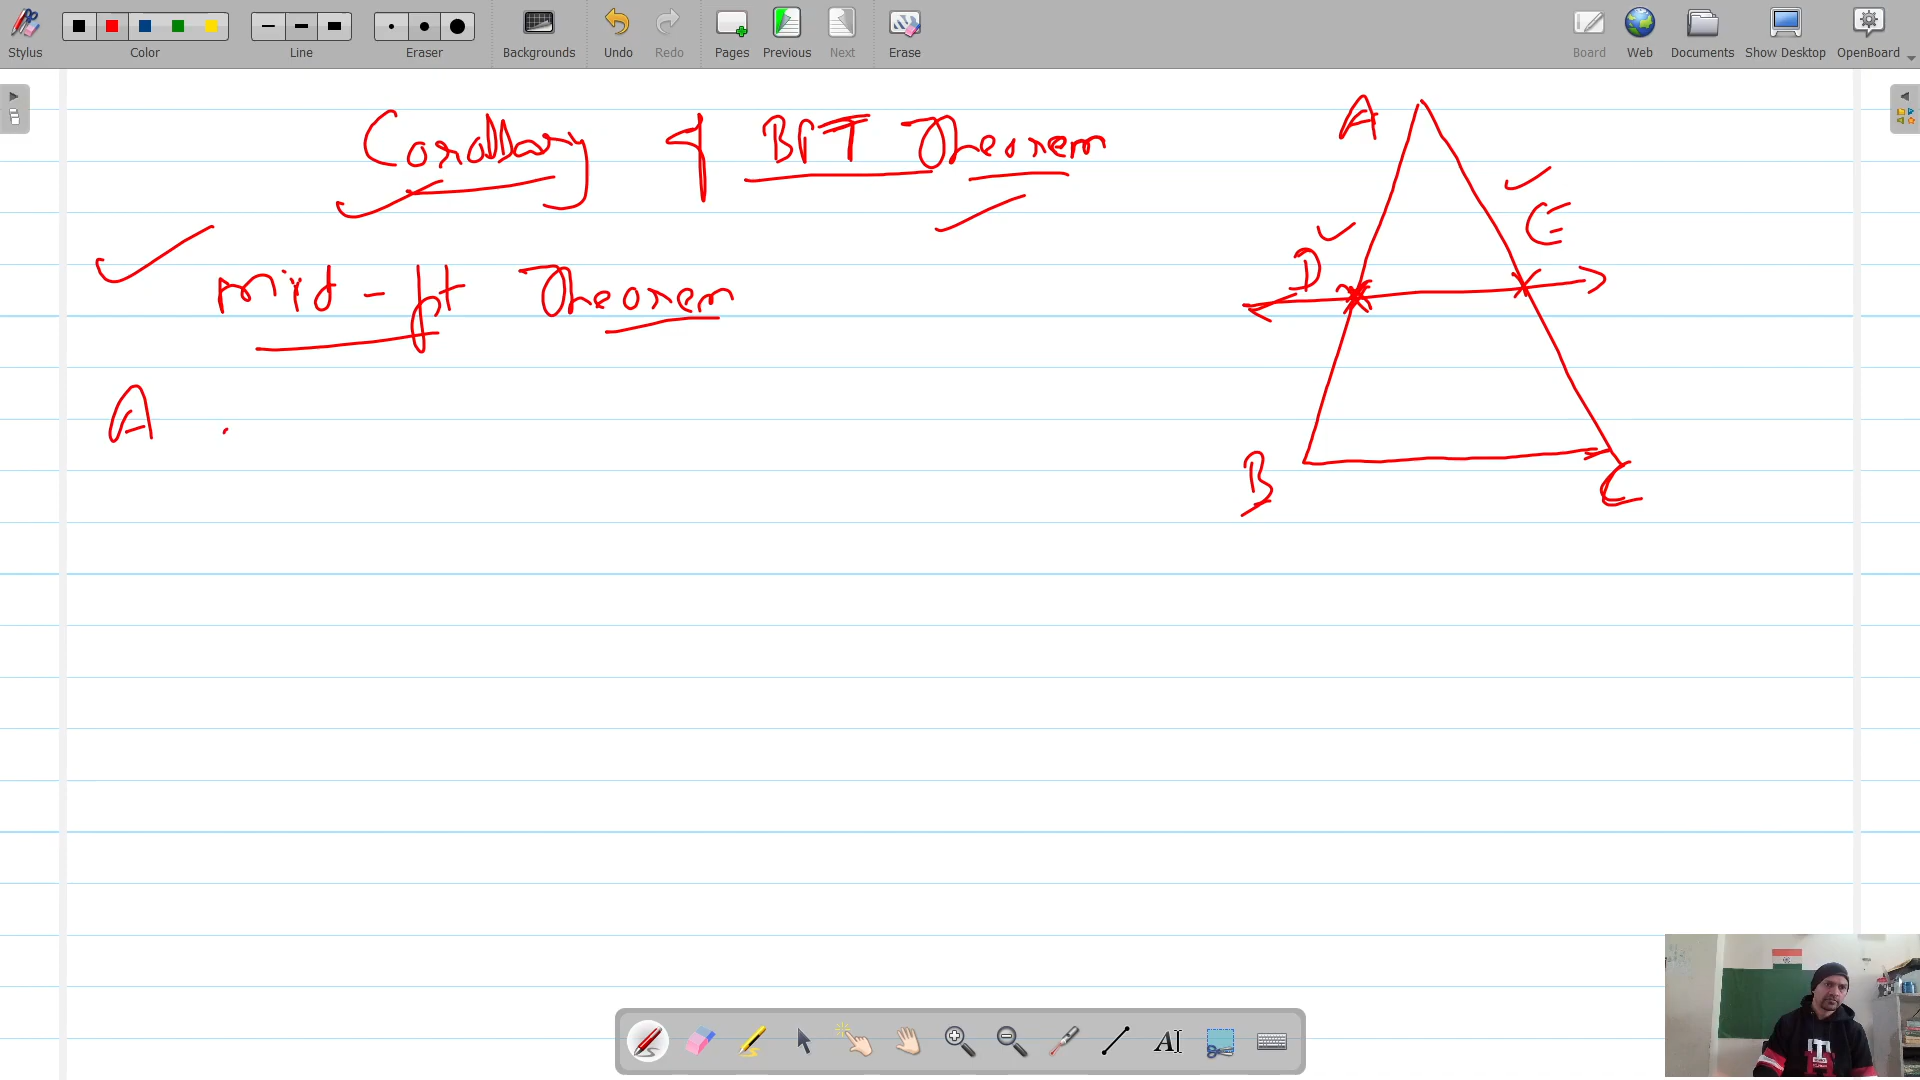 Stylus Color Line Eraser Backgrounds Undo Redo Pages Previous Next Erase Board Web Documents Show Desktop OpenBoard
Corollary of BPT Theorem
Mid-pt Theorem
A
A
D
E
B
C